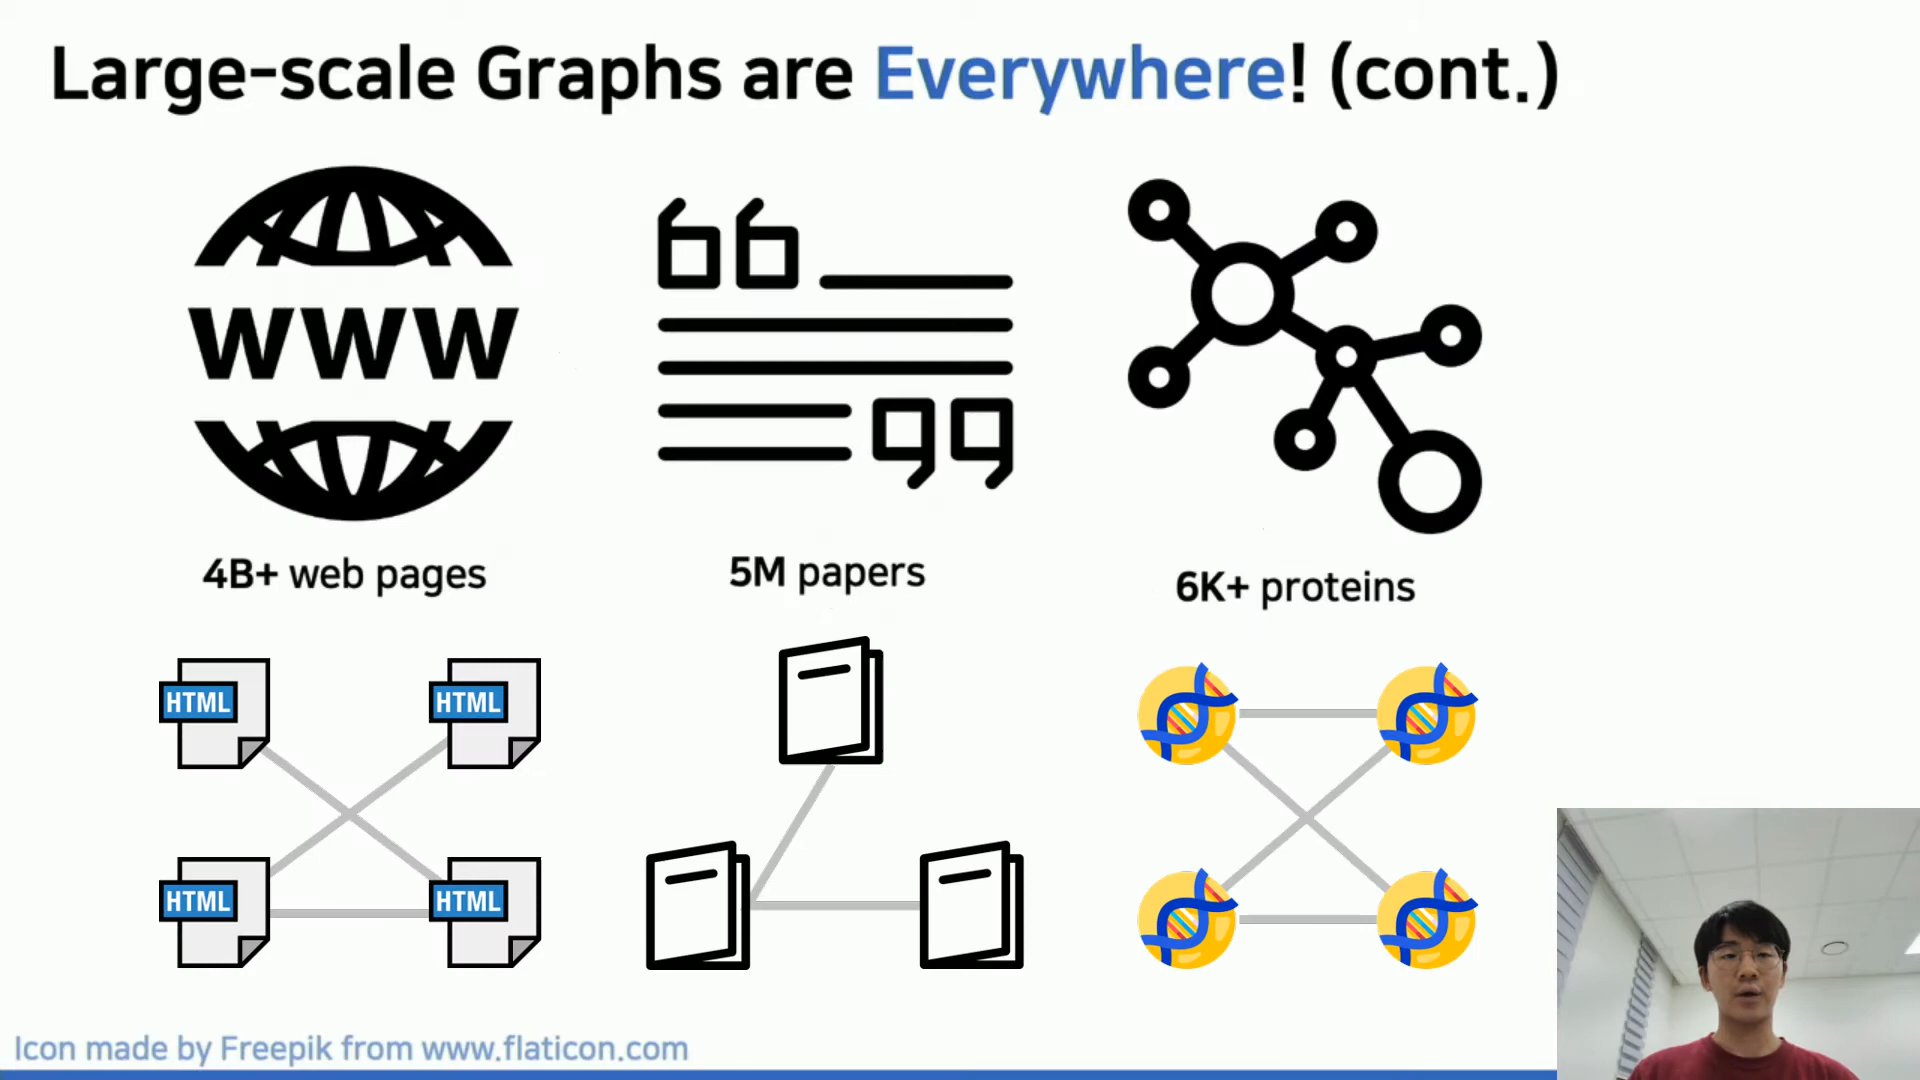 Large-scale Graphs are Everywhere! (cont.)
WWW
4B+ web pages
5M papers
6K+ proteins
HTML
HTML
HTML
HTML
Icon made by Freepik from www.flaticon.com